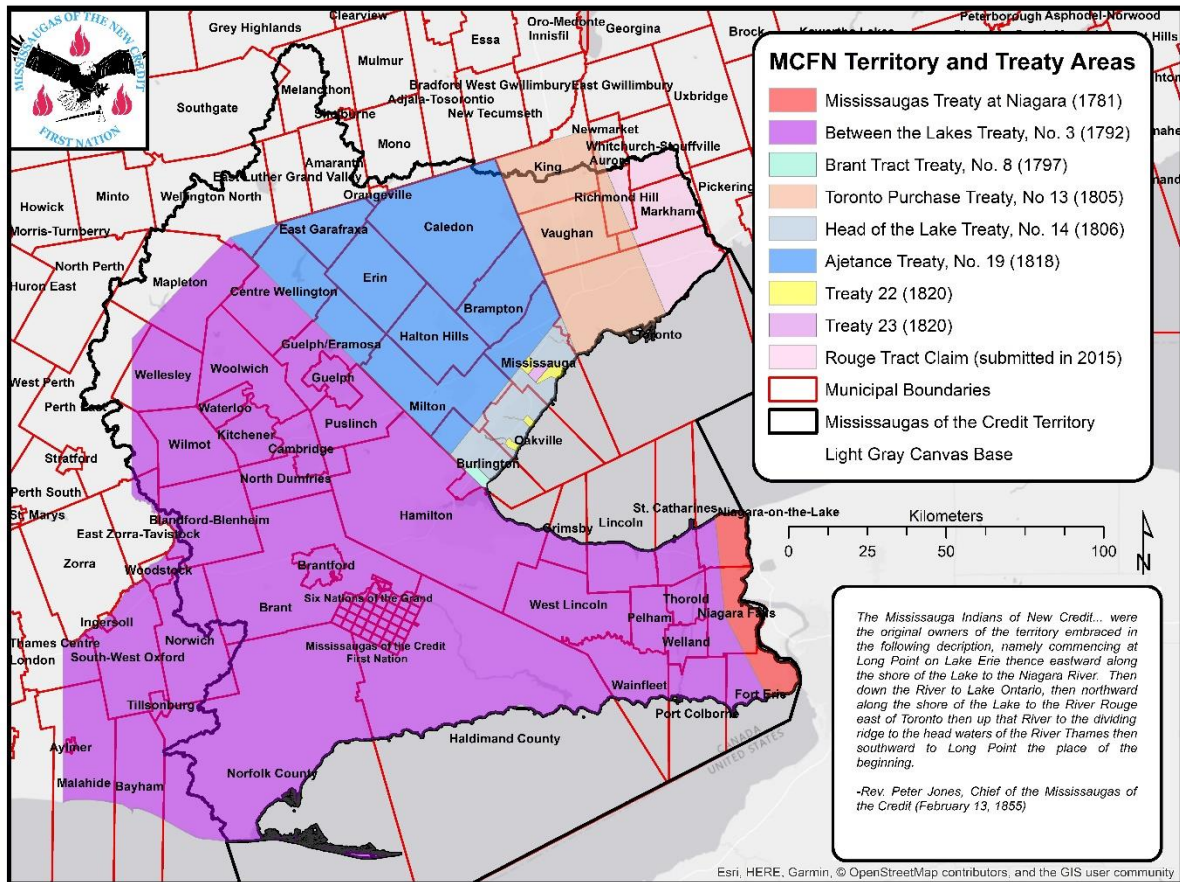 MISSISSAUGAS OF THE NEW CREDIT
FIRST NATION
Grey Highlands
Clearview
Mulmur
Essa
Oro-Medonte
Innisfil
Georgina
Brock
Peterborough
Asphodel-Norwood
Southgate
Melancthon
Shelburne
Adjala-Tosorontio
Bradford West Gwillimbury
New Tecumseth
East Gwillimbury
Uxbridge
Newmarket
Whitchurch-Stouffville
Aurora
Mono
Amaranth
East Luther Grand Valley
Orangeville
King
Pickering
Howick
Minto
Wellington North
Morris-Turnberry
Richmond Hill
Markham
East Garafraxa
Caledon
Vaughan
North Perth
Mapleton
Huron East
Centre Wellington
Erin
Brampton
Halton Hills
Toronto
Guelph/Eramosa
Mississauga
West Perth
Perth East
Wellesley
Woolwich
Guelph
Milton
Waterloo
Puslinch
Wilmot
Kitchener
Cambridge
Oakville
Stratford
Burlington
North Dumfries
Perth South
St. Marys
Blandford-Blenheim
Hamilton
East Zorra-Tavistock
Grimsby
Lincoln
St. Catharines
Niagara-on-the-Lake
Zorra
Woodstock
Brantford
Brant
Six Nations of the Grand
West Lincoln
Thorold
Pelham
Niagara Falls
Ingersoll
Thames Centre
London
Norwich
South-West Oxford
Mississaugas of the Credit
First Nation
Welland
Wainfleet
Fort Erie
Tillsonburg
Port Colborne
Haldimand County
Aylmer
Malahide
Bayham
Norfolk County
CANADA
UNITED STATES
MCFN Territory and Treaty Areas
Mississaugas Treaty at Niagara (1781)
Between the Lakes Treaty, No. 3 (1792)
Brant Tract Treaty, No. 8 (1797)
Toronto Purchase Treaty, No 13 (1805)
Head of the Lake Treaty, No. 14 (1806)
Ajetance Treaty, No. 19 (1818)
Treaty 22 (1820)
Treaty 23 (1820)
Rouge Tract Claim (submitted in 2015)
Municipal Boundaries
Mississaugas of the Credit Territory
Light Gray Canvas Base
Kilometers
0 25 50 100
N
The Mississauga Indians of New Credit... were
the original owners of the territory embraced in
the following decription, namely commencing at
Long Point on Lake Erie thence eastward along
the shore of the Lake to the Niagara River. Then
down the River to Lake Ontario, then northward
along the shore of the Lake to the River Rouge
east of Toronto then up that River to the dividing
ridge to the head waters of the River Thames then
southward to Long Point the place of the
beginning.
-Rev. Peter Jones, Chief of the Mississaugas of
the Credit (February 13, 1855)
Esri, HERE, Garmin, © OpenStreetMap contributors, and the GIS user community